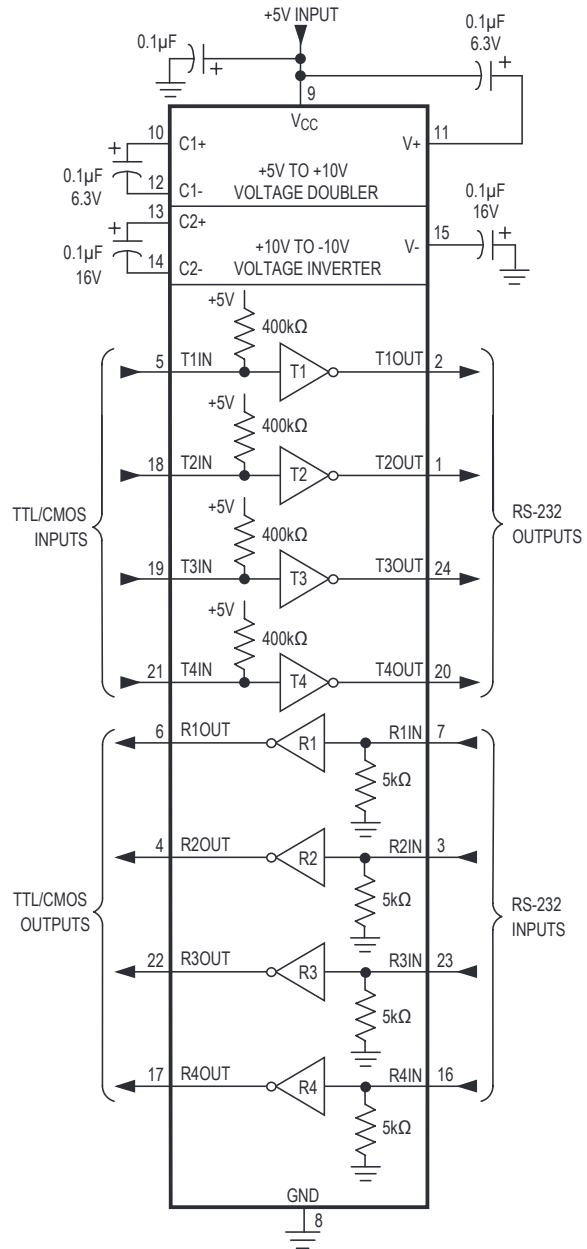 +5V INPUT
0.1µF
+
0.1µF
6.3V
+
9
VCC
10
C1+
V+
11
+
0.1µF
6.3V
12
C1-
+5V TO +10V
VOLTAGE DOUBLER
13
C2+
+
0.1µF
16V
14
C2-
+10V TO -10V
VOLTAGE INVERTER
V-
15
0.1µF
16V
+
+5V
400kΩ
5
T1IN
T1
T1OUT
2
+5V
400kΩ
18
T2IN
T2
T2OUT
1
TTL/CMOS
INPUTS
RS-232
OUTPUTS
+5V
400kΩ
19
T3IN
T3
T3OUT
24
+5V
400kΩ
21
T4IN
T4
T4OUT
20
6
R1OUT
R1
R1IN
7
5kΩ
4
R2OUT
R2
R2IN
3
5kΩ
TTL/CMOS
OUTPUTS
RS-232
INPUTS
22
R3OUT
R3
R3IN
23
5kΩ
17
R4OUT
R4
R4IN
16
5kΩ
GND
8